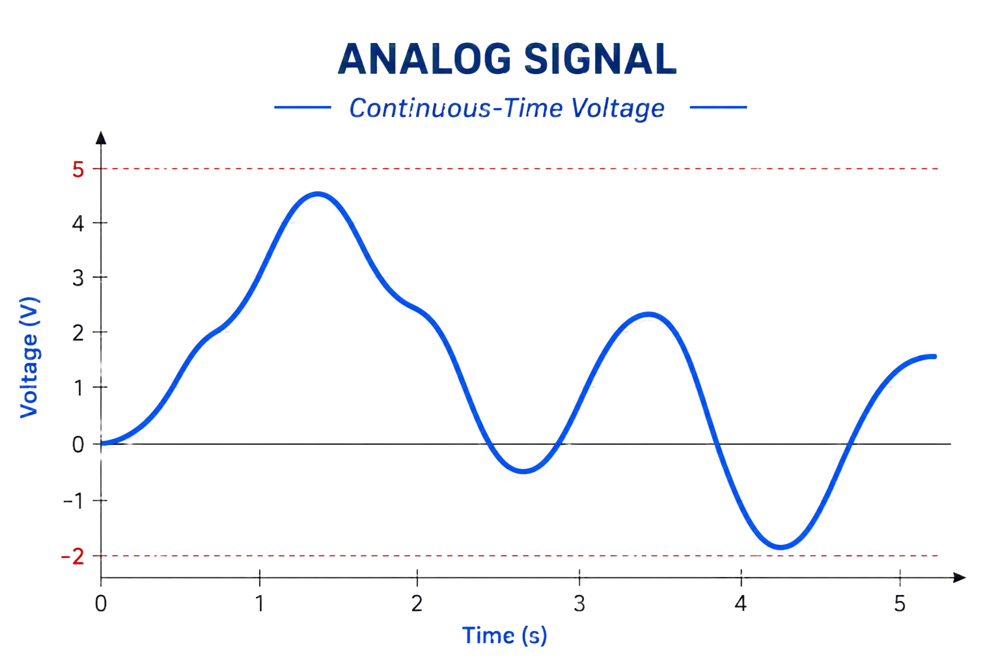 ANALOG SIGNAL
Continuous-Time Voltage
5
4
3
2
1
0
−1
−2
Voltage (V)
0 1 2 3 4 5
Time (s)